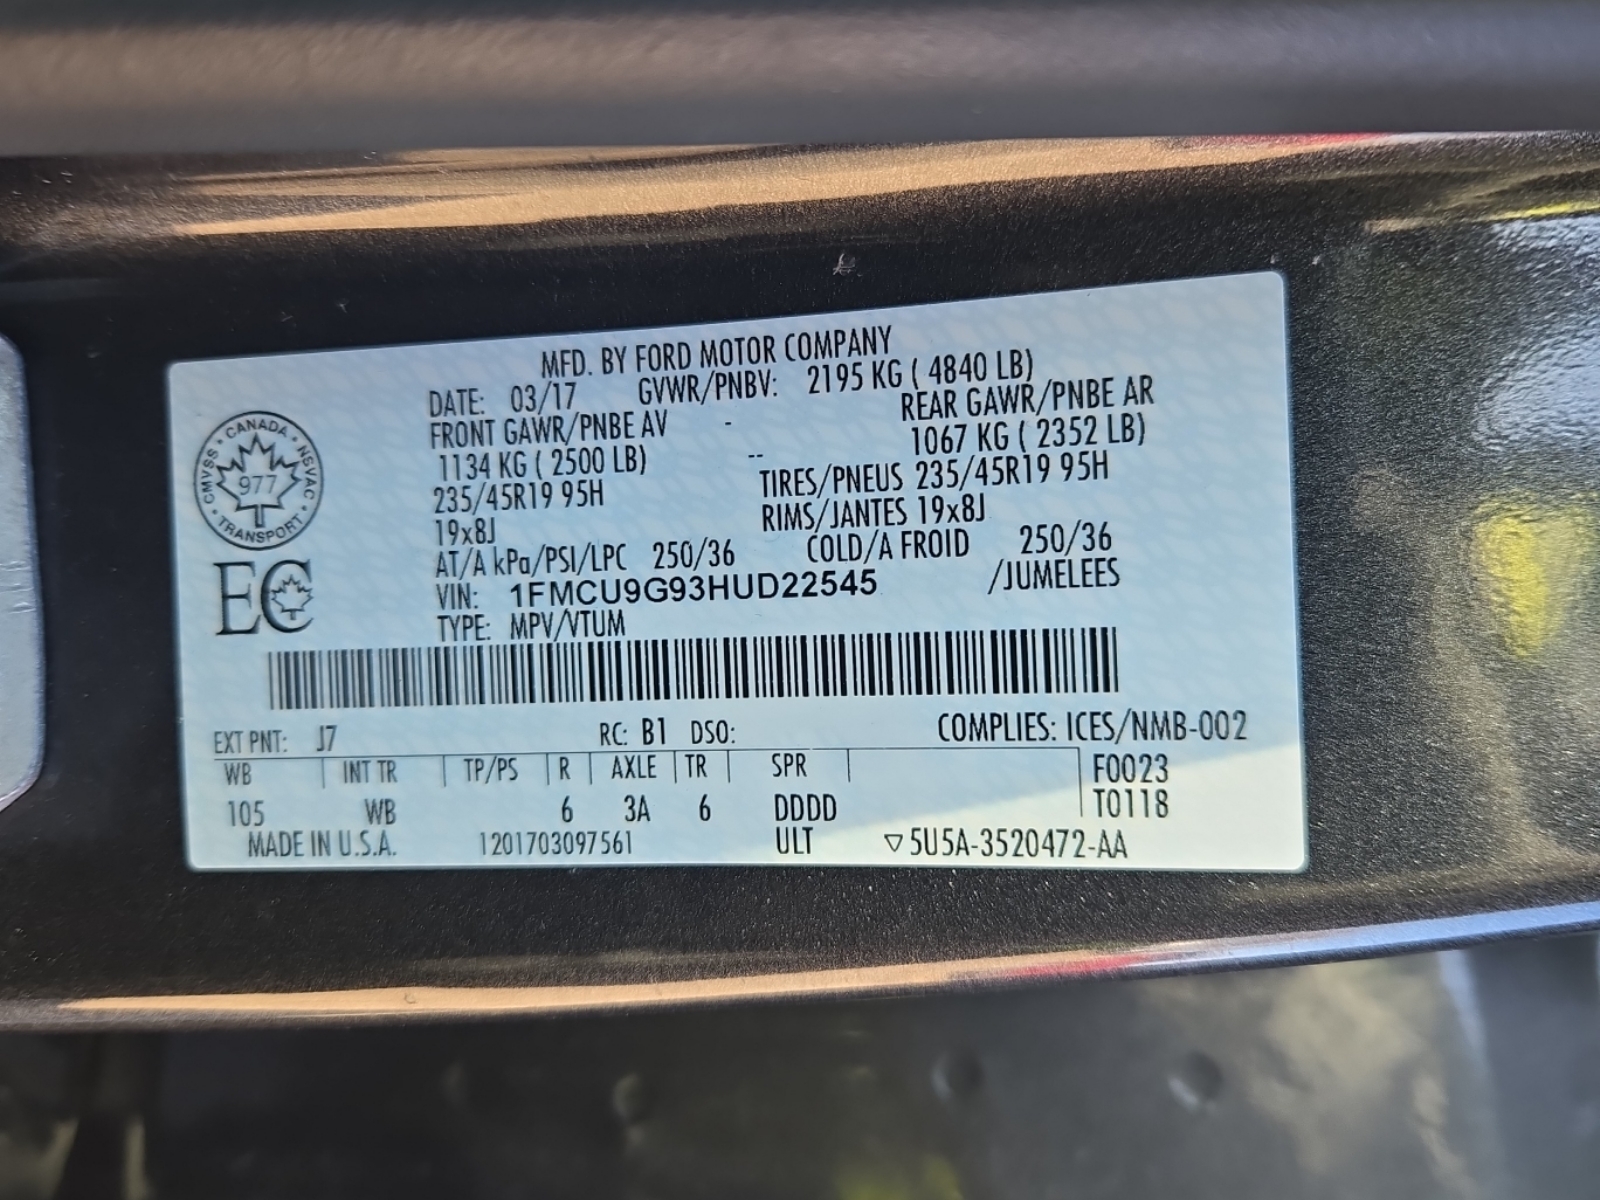 MFD. BY FORD MOTOR COMPANY
DATE: 03/17 GVWR/PNBV: 2195 KG ( 4840 LB)
FRONT GAWR/PNBE AV - REAR GAWR/PNBE AR
1134 KG ( 2500 LB) -- 1067 KG ( 2352 LB)
235/45R19 95H TIRES/PNEUS 235/45R19 95H
19x8J RIMS/JANTES 19x8J
AT/A kPa/PSI/LPC 250/36 COLD/A FROID 250/36
VIN: 1FMCU9G93HUD22545 /JUMELEES
TYPE: MPV/VTUM
CANADA
CMVSS NSVAC
977
TRANSPORT
EC
EXT PNT: J7 RC: B1 DSO: COMPLIES: ICES/NMB-002
WB INT TR TP/PS R AXLE TR SPR F0023
105 WB 6 3A 6 DDDD T0118
MADE IN U.S.A. 1201703097561 ULT ▽5U5A-3520472-AA